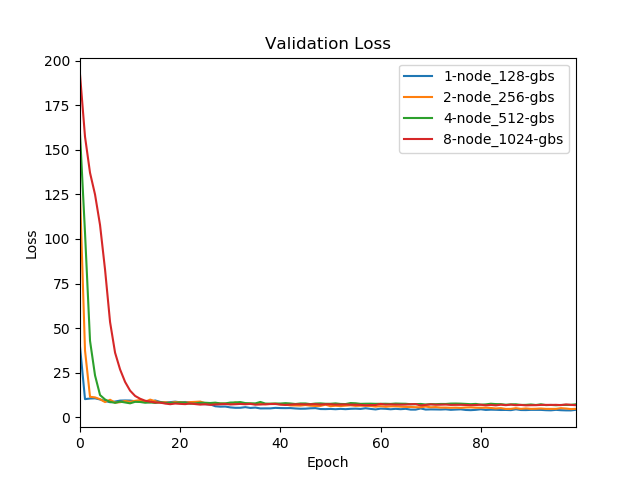 Validation Loss
200
175
150
125
100
75
50
25
0
Loss
1-node_128-gbs
2-node_256-gbs
4-node_512-gbs
8-node_1024-gbs
0 20 40 60 80
Epoch